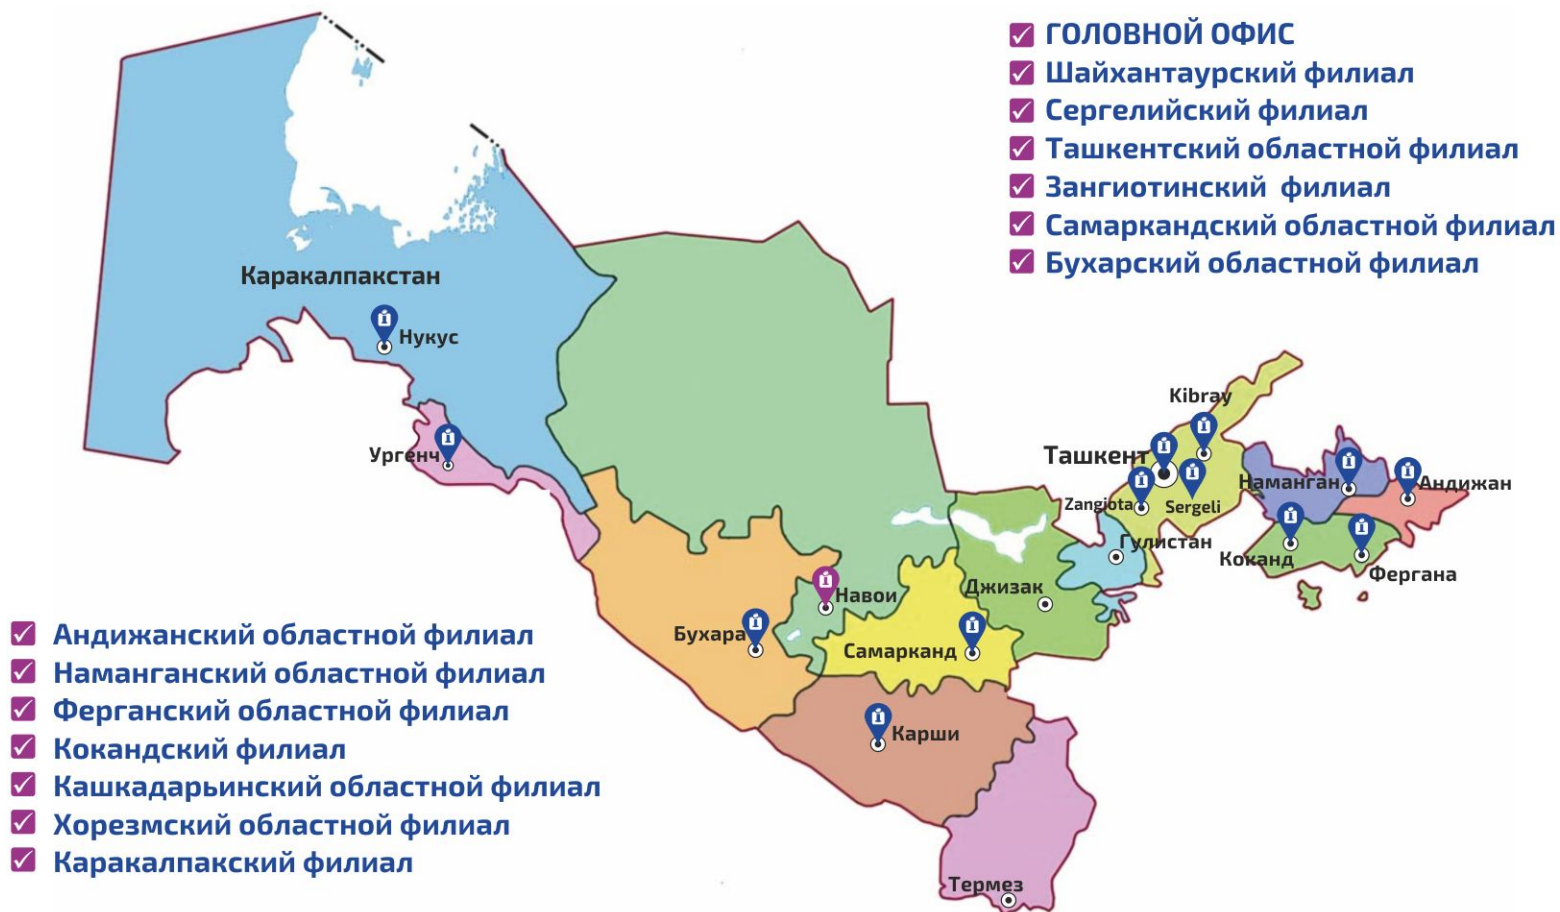 ГОЛОВНОЙ ОФИС
Шайхантаурский филиал
Сергелийский филиал
Ташкентский областной филиал
Зангиотинский филиал
Самаркандский областной филиал
Бухарский областной филиал
Каракалпакстан
Нукус
Ургенч
Kibray
Ташкент
Zangiota
Sergeli
Наманган
Андижан
Гулистан
Коканд
Фергана
Джизак
Навои
Бухара
Самарканд
Карши
Термез
Андижанский областной филиал
Наманганский областной филиал
Ферганский областной филиал
Кокандский филиал
Кашкадарьинский областной филиал
Хорезмский областной филиал
Каракалпакский филиал